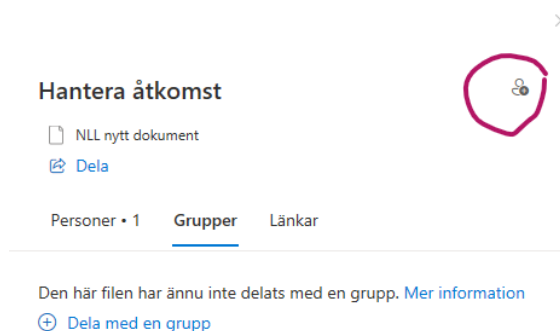 Hantera åtkomst
NLL nytt dokument
Dela
Personer • 1 Grupper Länkar
Den här filen har ännu inte delats med en grupp. Mer information
Dela med en grupp